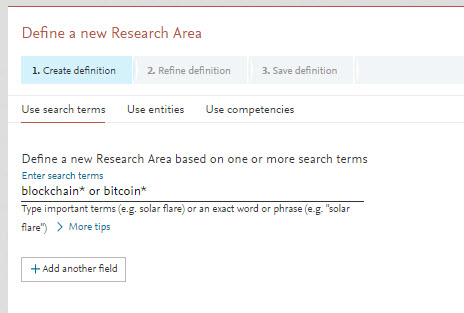 Define a new Research Area
1. Create definition 2. Refine definition 3. Save definition
Use search terms Use entities Use competencies
Define a new Research Area based on one or more search terms
Enter search terms
blockchain* or bitcoin*
Type important terms (e.g. solar flare) or an exact word or phrase (e.g. "solar
flare") > More tips
+ Add another field